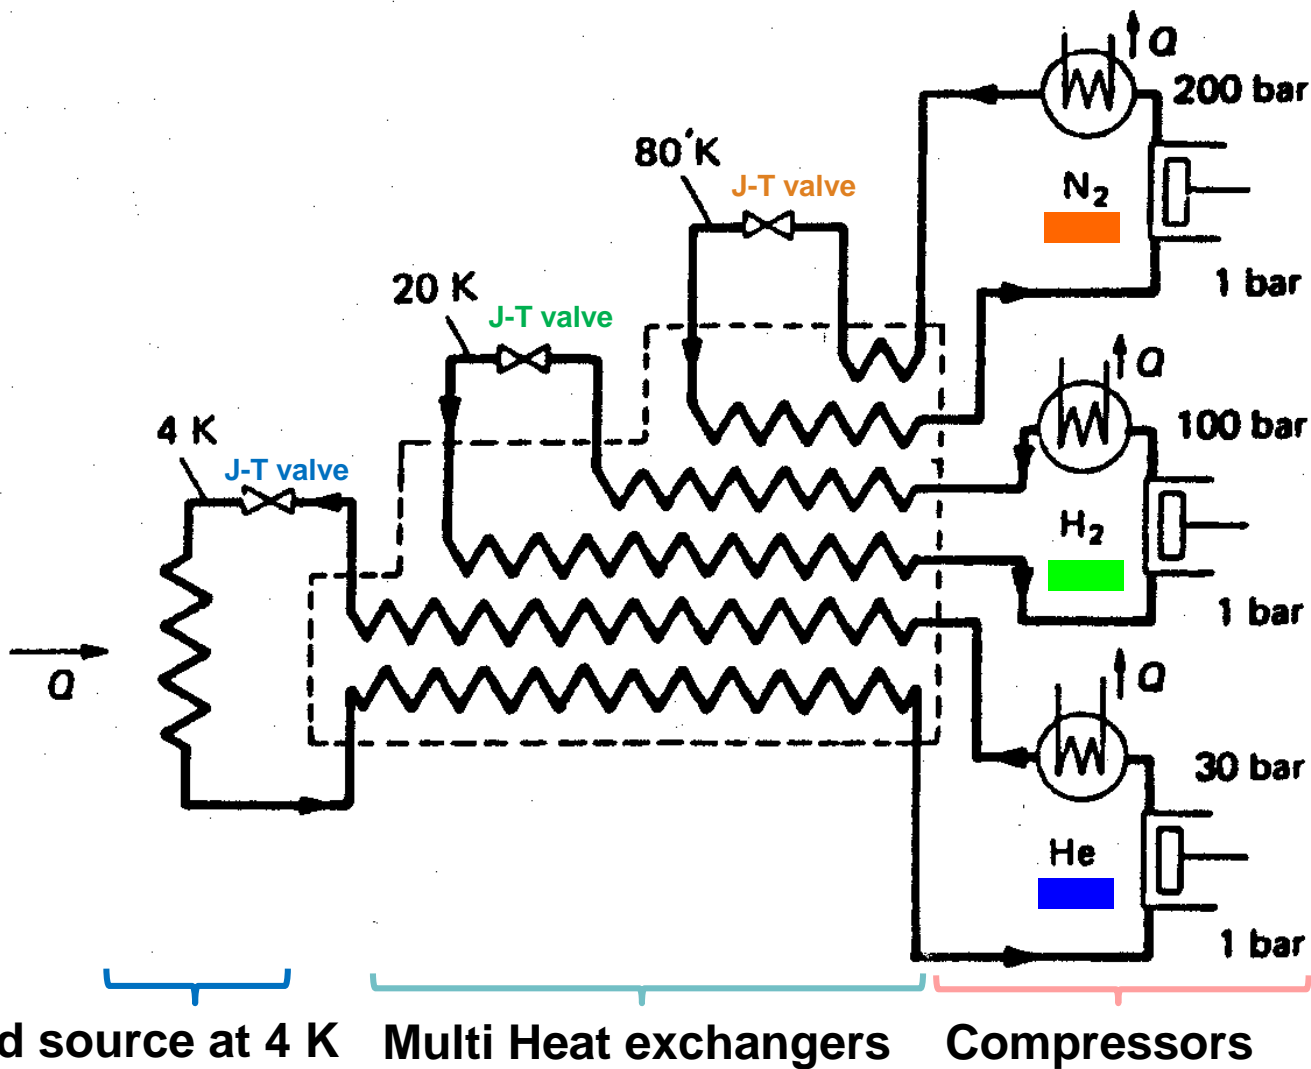 Q
200 bar
80 K
J-T valve
N2
20 K
1 bar
J-T valve
Q
4 K
100 bar
J-T valve
H2
1 bar
Q
Q
30 bar
He
1 bar
d source at 4 K
Multi Heat exchangers
Compressors